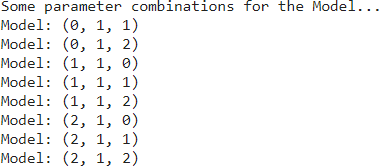 Some parameter combinations for the Model...
Model: (0, 1, 1)
Model: (0, 1, 2)
Model: (1, 1, 0)
Model: (1, 1, 1)
Model: (1, 1, 2)
Model: (2, 1, 0)
Model: (2, 1, 1)
Model: (2, 1, 2)